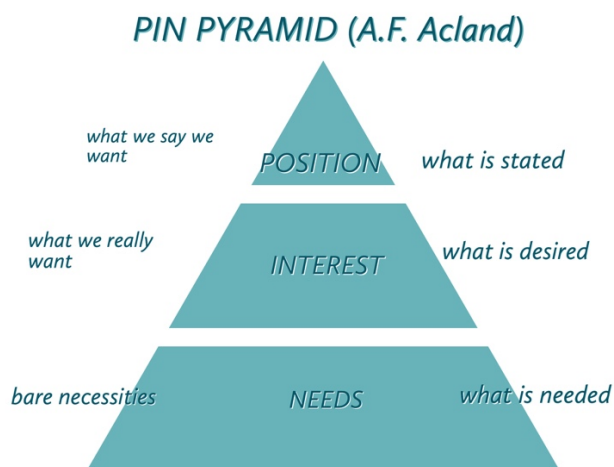 PIN PYRAMID (A.F. Acland)
what we say we
want
POSITION
what is stated
what we really
want
INTEREST
what is desired
bare necessities
NEEDS
what is needed